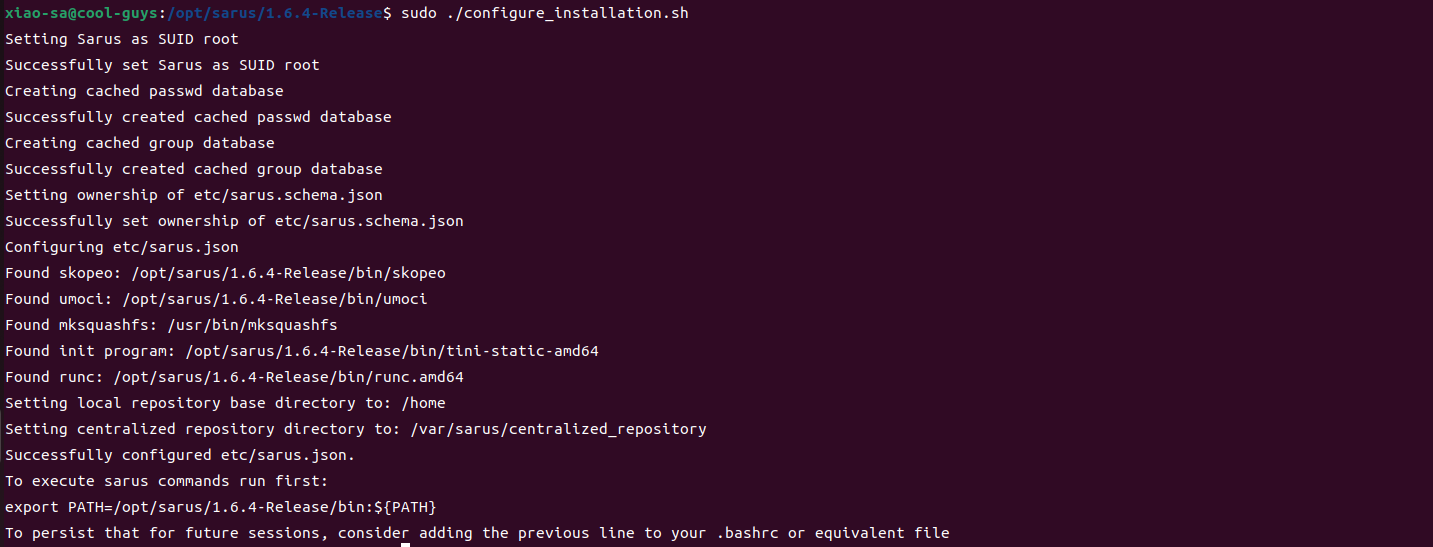 xiao-sa@cool-guys:/opt/sarus/1.6.4-Release$ sudo ./configure_installation.sh
Setting Sarus as SUID root
Successfully set Sarus as SUID root
Creating cached passwd database
Successfully created cached passwd database
Creating cached group database
Successfully created cached group database
Setting ownership of etc/sarus.schema.json
Successfully set ownership of etc/sarus.schema.json
Configuring etc/sarus.json
Found skopeo: /opt/sarus/1.6.4-Release/bin/skopeo
Found umoci: /opt/sarus/1.6.4-Release/bin/umoci
Found mksquashfs: /usr/bin/mksquashfs
Found init program: /opt/sarus/1.6.4-Release/bin/tini-static-amd64
Found runc: /opt/sarus/1.6.4-Release/bin/runc.amd64
Setting local repository base directory to: /home
Setting centralized repository directory to: /var/sarus/centralized_repository
Successfully configured etc/sarus.json.
To execute sarus commands run first:
export PATH=/opt/sarus/1.6.4-Release/bin:${PATH}
To persist that for future sessions, consider adding the previous line to your .bashrc or equivalent file